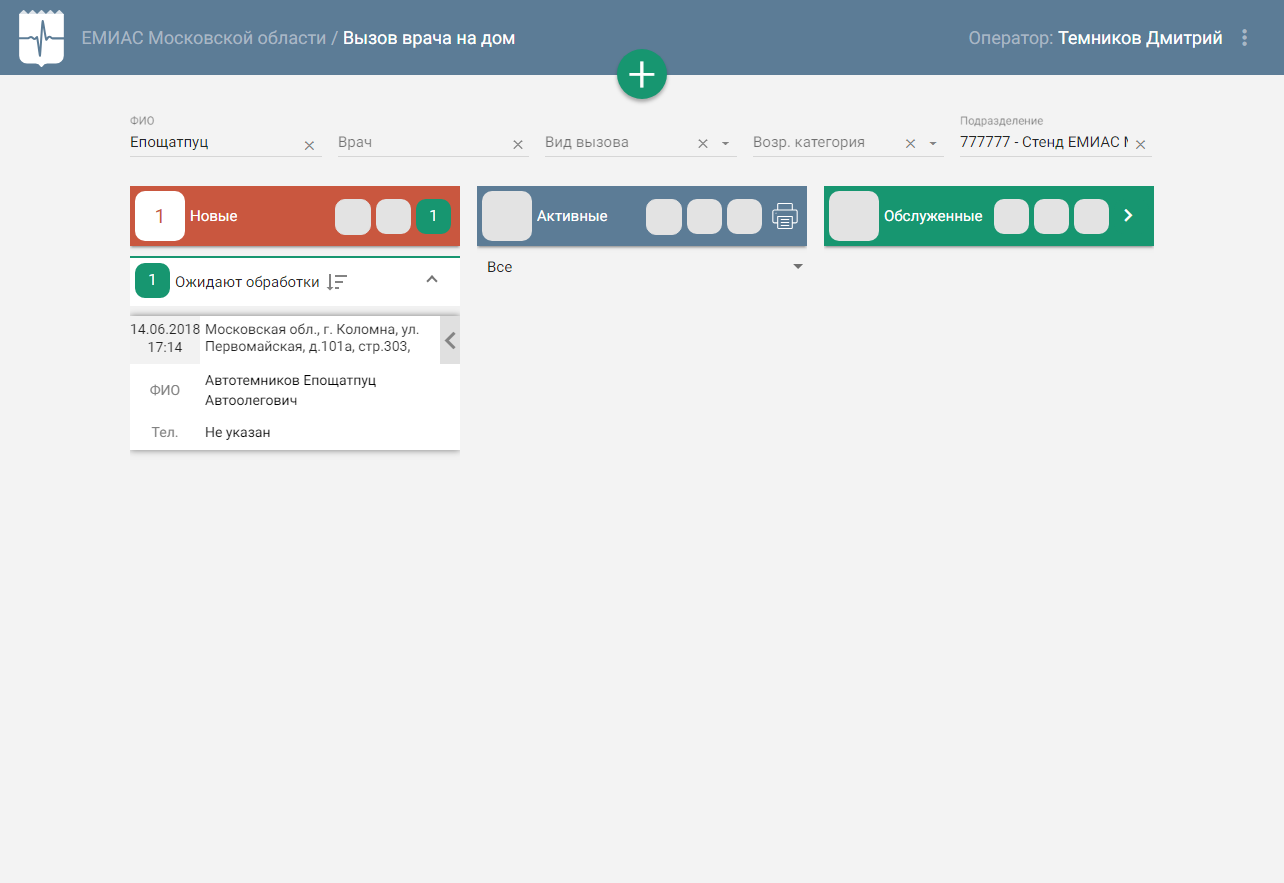 ЕМИАС Московской области / Вызов врача на дом
Оператор: Темников Дмитрий
ФИО
Епощатпуц
Врач
Вид вызова
Возр. категория
Подразделение
777777 - Стенд ЕМИАС
1 Новые 1
Активные
Обслуженные
1 Ожидают обработки
Все
14.06.2018
17:14
Московская обл., г. Коломна, ул.
Первомайская, д.101а, стр.303,
ФИО
Автотемников Епощатпуц
Автоолегович
Тел.
Не указан